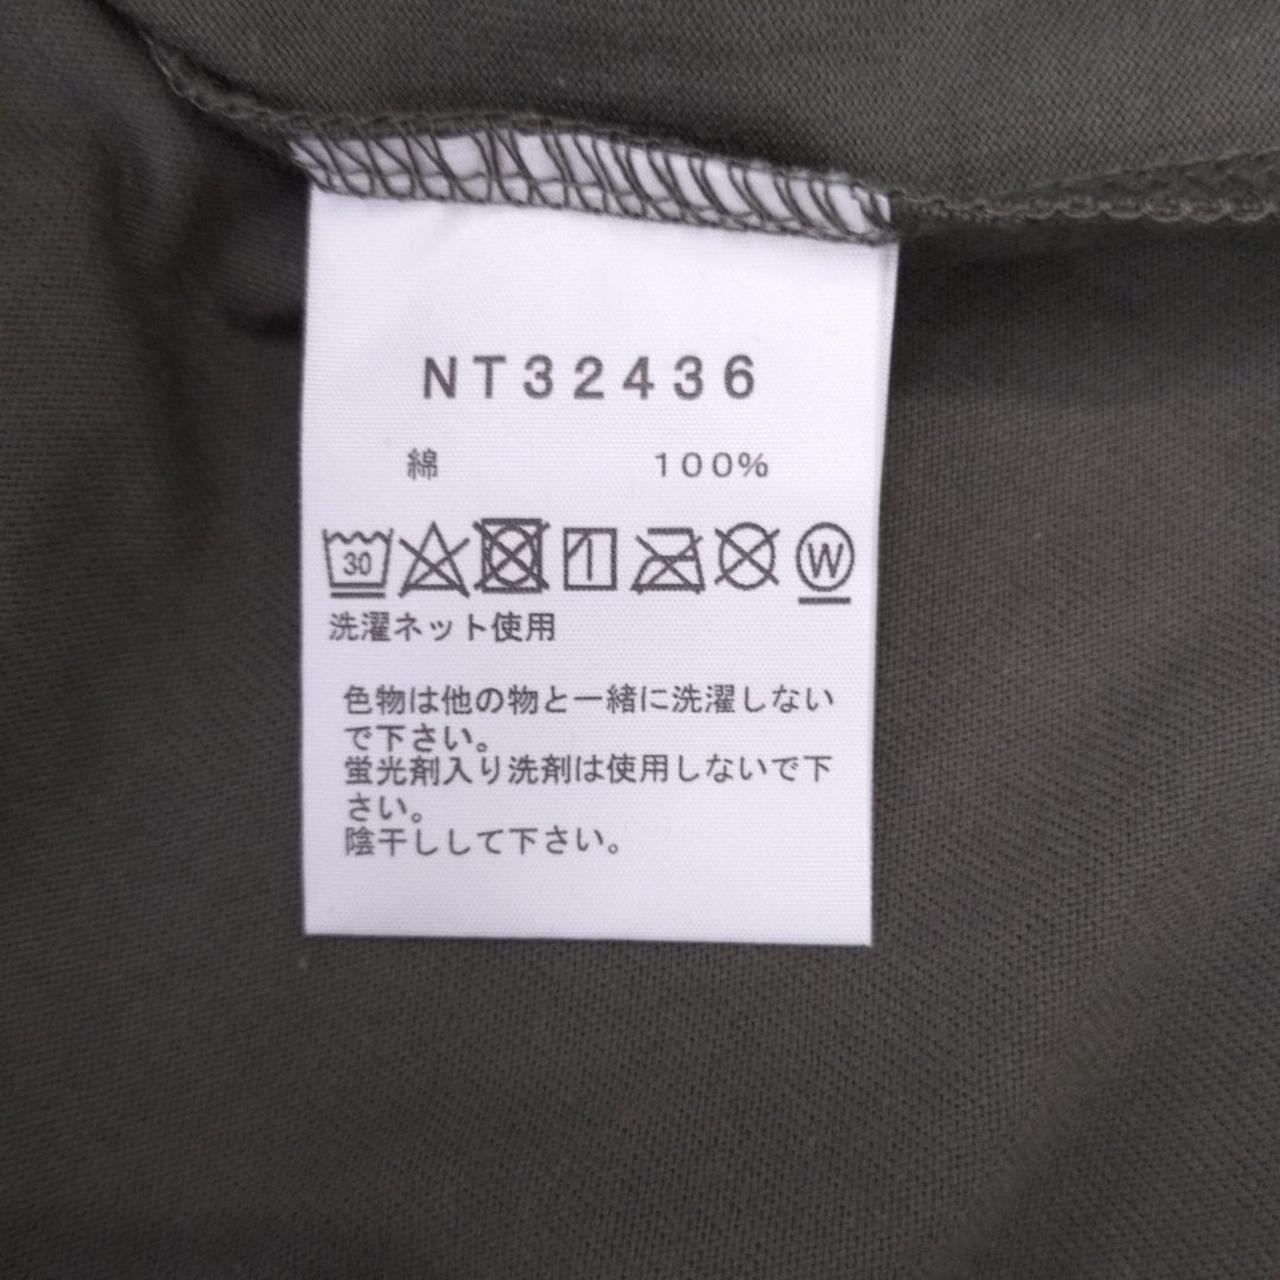 NT32436
綿 100%
30 W
洗濯ネット使用
色物は他の物と一緒に洗濯しない
で下さい。
蛍光剤入り洗剤は使用しないで下
さい。
陰干しして下さい。